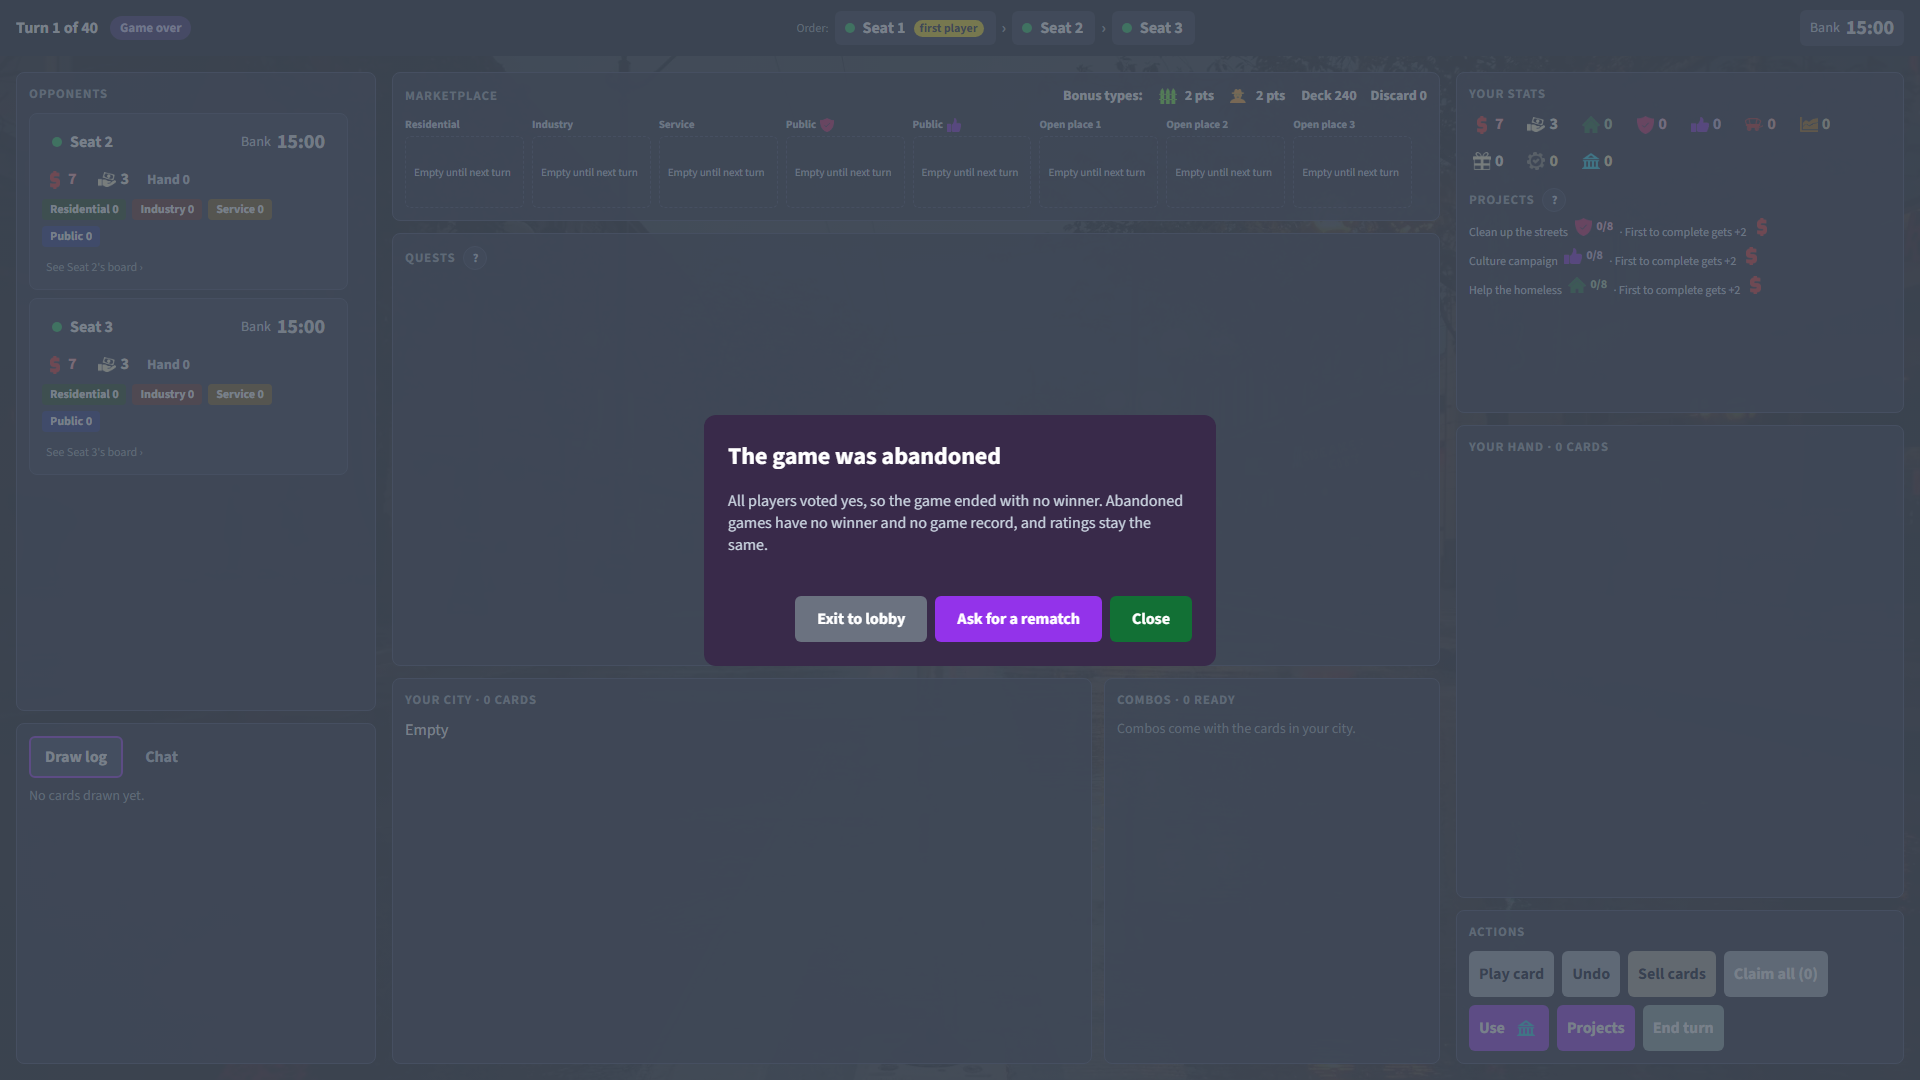 Turn 1 of 40 Game over
Order: Seat 1 first player › Seat 2 › Seat 3
Bank 15:00
OPPONENTS
Seat 2 Bank 15:00
7 3 Hand 0
Residential 0 Industry 0 Service 0
Public 0
See Seat 2's board ›
Seat 3 Bank 15:00
7 3 Hand 0
Residential 0 Industry 0 Service 0
Public 0
See Seat 3's board ›
Draw log Chat
No cards drawn yet.
MARKETPLACE
Bonus types: 2 pts 2 pts Deck 240 Discard 0
Residential Industry Service Public Public Open place 1 Open place 2 Open place 3
Empty until next turn Empty until next turn Empty until next turn Empty until next turn Empty until next turn Empty until next turn Empty until next turn Empty until next turn
QUESTS ?
The game was abandoned
All players voted yes, so the game ended with no winner. Abandoned
games have no winner and no game record, and ratings stay the
same.
Exit to lobby Ask for a rematch Close
YOUR CITY · 0 CARDS
Empty
COMBOS · 0 READY
Combos come with the cards in your city.
YOUR STATS
7 3 0 0 0 0 0
0 0 0
PROJECTS ?
Clean up the streets 0/8 · First to complete gets +2
Culture campaign 0/8 · First to complete gets +2
Help the homeless 0/8 · First to complete gets +2
YOUR HAND · 0 CARDS
ACTIONS
Play card Undo Sell cards Claim all (0)
Use Projects End turn